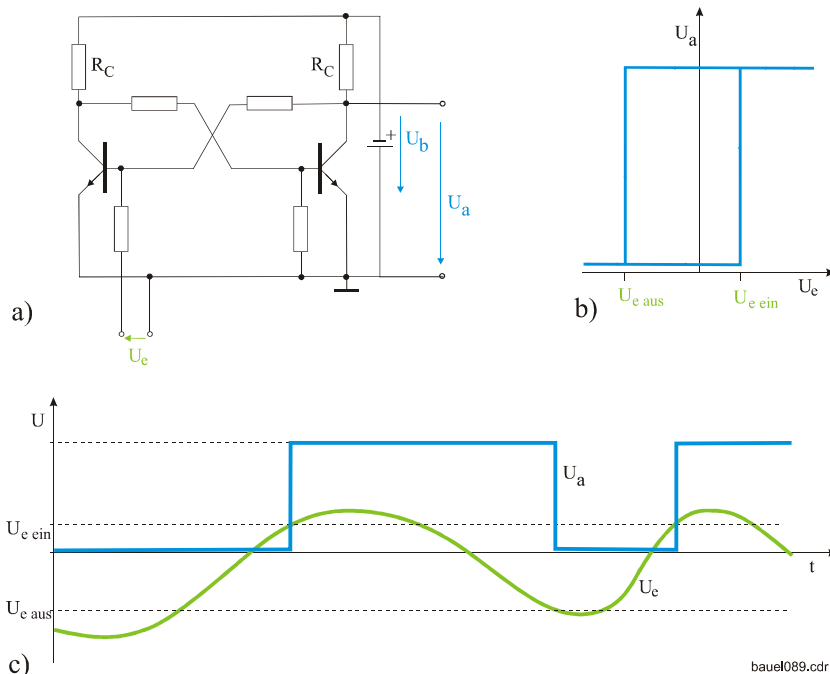 R_C
R_C
+
U_b
U_a
a)
U_e
U_a
U_e aus
U_e ein
U_e
b)
U
U_a
U_e ein
t
U_e
U_e aus
c)
bauel089.cdr